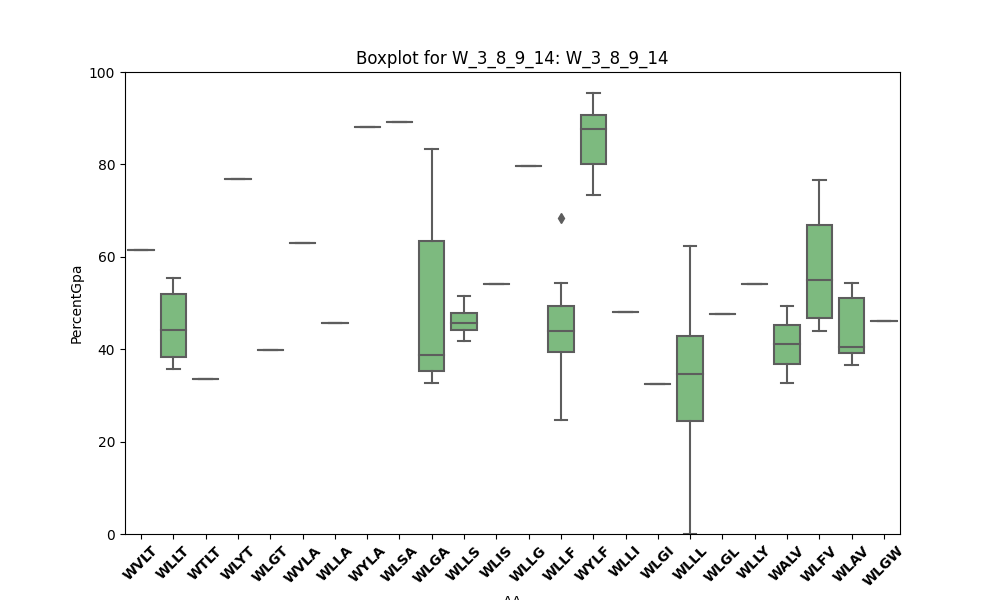 Boxplot for W_3_8_9_14: W_3_8_9_14
PercentGpa
100
80
60
40
20
0
WVLT WLLT WTLT WLYT WLGT WVLA WLLA WYLA WLSA WLGA WLLS WLIS WLLG WLLF WYLF WLLI WLGI WLLL WLGL WLLY WALV WLFV WLAV WLGW
AA